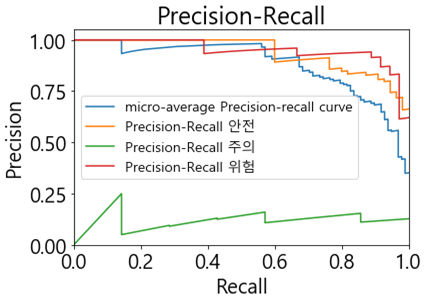 Precision-Recall
1.00
0.75
0.50
0.25
0.00
Precision
micro-average Precision-recall curve
Precision-Recall 안전
Precision-Recall 주의
Precision-Recall 위험
0.0 0.2 0.4 0.6 0.8 1.0
Recall